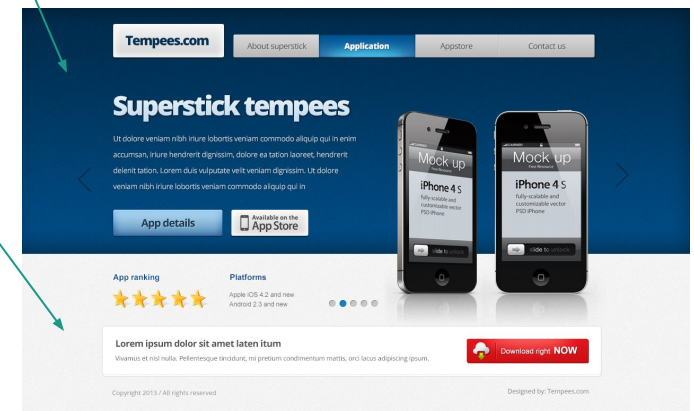 Tempees.com
About superstick
Application
Appstore
Contact us
Superstick tempees
Ut dolore veniam nibh iriure lobortis veniam commodo aliquip qui in enim
accumsan, iriure hendrerit dignissim, dolore ea tation laoreet, hendrerit
delenit tation. Lorem duis vulputate velit veniam dignissim. Ut dolore
veniam nibh iriure lobortis veniam commodo aliquip qui in
App details
Available on the
App Store
Mock up
Free Resource
iPhone 4 S
fully-scalable and
customizable vector
PSD iPhone
slide to unlock
Mock up
Free Resource
iPhone 4 S
fully-scalable and
customizable vector
PSD iPhone
slide to unlock
App ranking
Platforms
Apple iOS 4.2 and new
Android 2.3 and new
Lorem ipsum dolor sit amet laten itum
Vivamus et nisl nulla. Pellentesque tincidunt, mi pretium condimentum mattis, orci lacus adipiscing ipsum.
Download right NOW
Copyright 2013 / All rights reserved
Designed by: Tempees.com